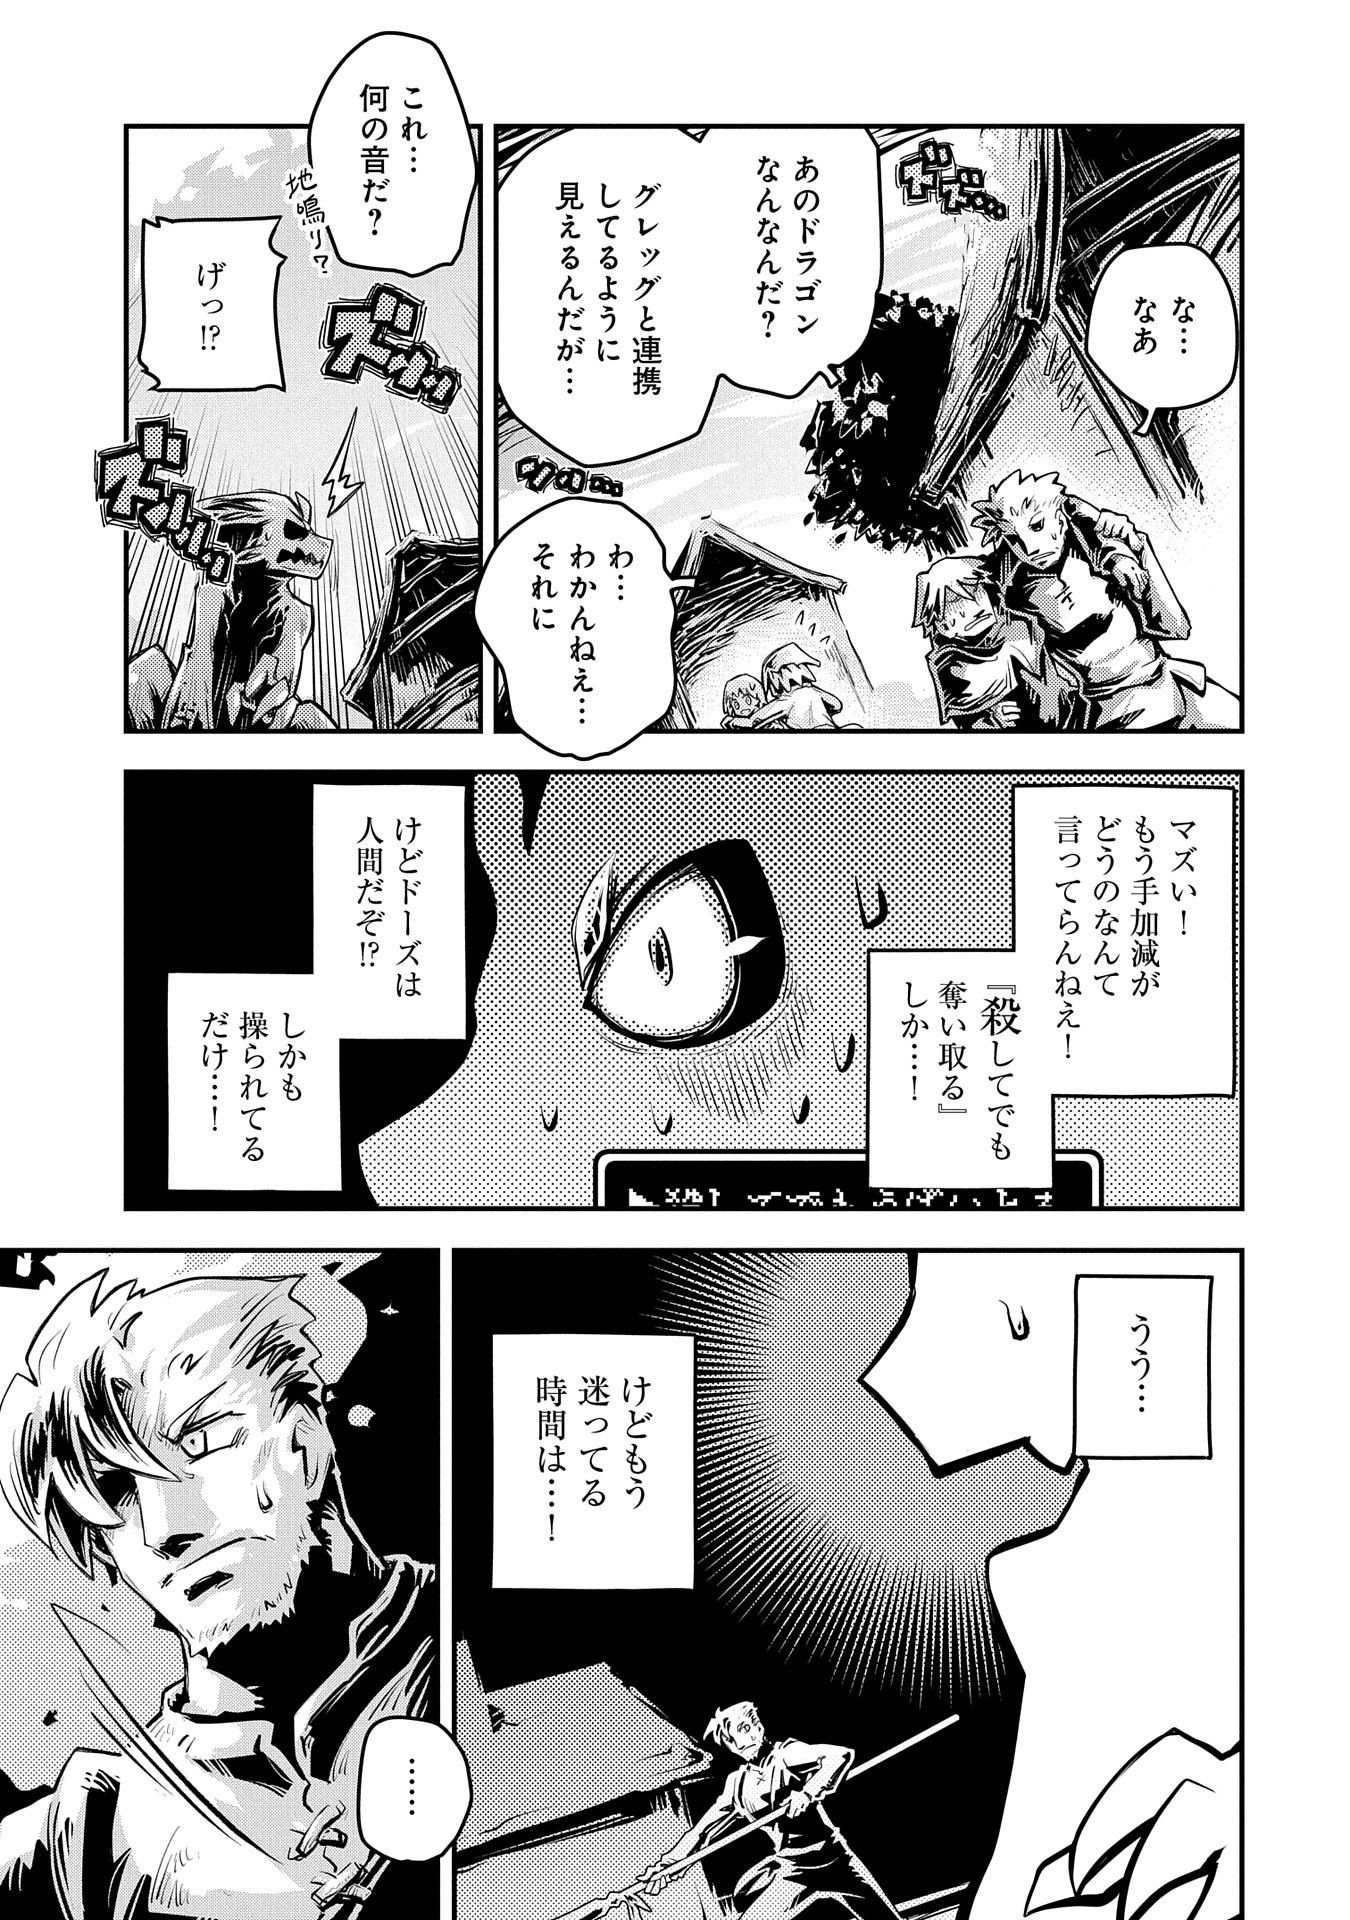 な…
なあ
あのドラゴン
なんなんだ?
グレッグと連携
してるように
見えるんだが…
わ…
わかんねえ…
それに
これ…
何の音だ?
地鳴り?
げっ!?
マズい!
もう手加減が
どうのなんて
言ってらんねえ!
『殺してでも
奪い取る』
しか…!
けどドーズは
人間だぞ!?
しかも
操られてる
だけ…!
うう…
けどもう
迷ってる
時間は…!
……